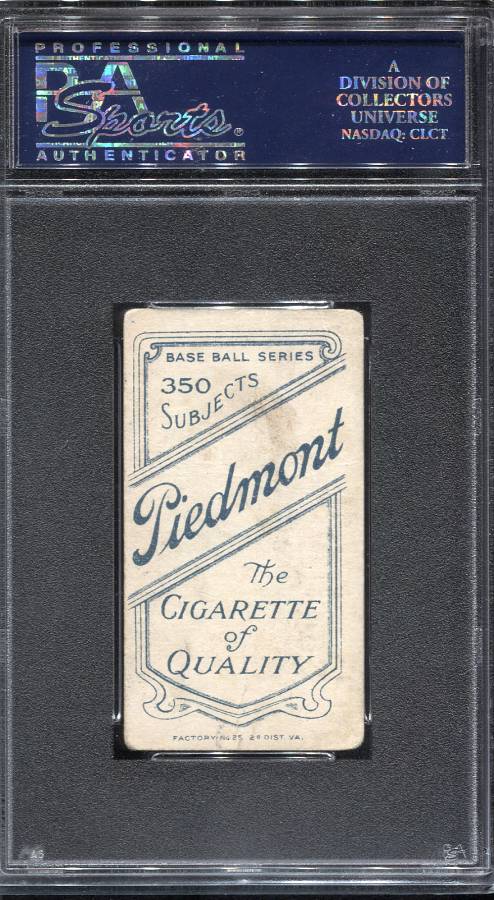 PROFESSIONAL
PSA
Sports®
AUTHENTICATOR
A
DIVISION OF
COLLECTORS
UNIVERSE
NASDAQ: CLCT
BASE BALL SERIES
350
SUBJECTS
Piedmont
The
CIGARETTE
of
QUALITY
FACTORY No 25 2D DIST. VA.